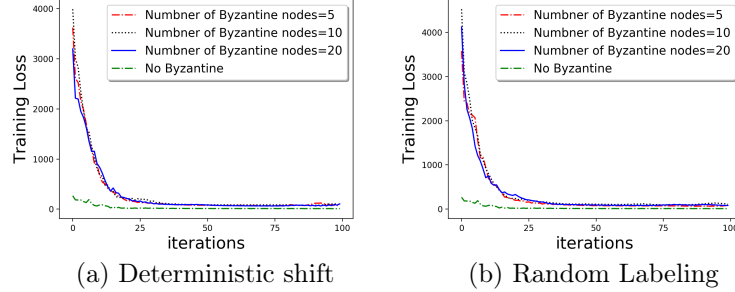 4000
3000
2000
1000
0
Training Loss
Numbner of Byzantine nodes=5
Numbner of Byzantine nodes=10
Numbner of Byzantine nodes=20
No Byzantine
0 25 50 75 100
iterations
(a) Deterministic shift
4000
3000
2000
1000
0
Training Loss
Numbner of Byzantine nodes=5
Numbner of Byzantine nodes=10
Numbner of Byzantine nodes=20
No Byzantine
0 25 50 75 100
iterations
(b) Random Labeling